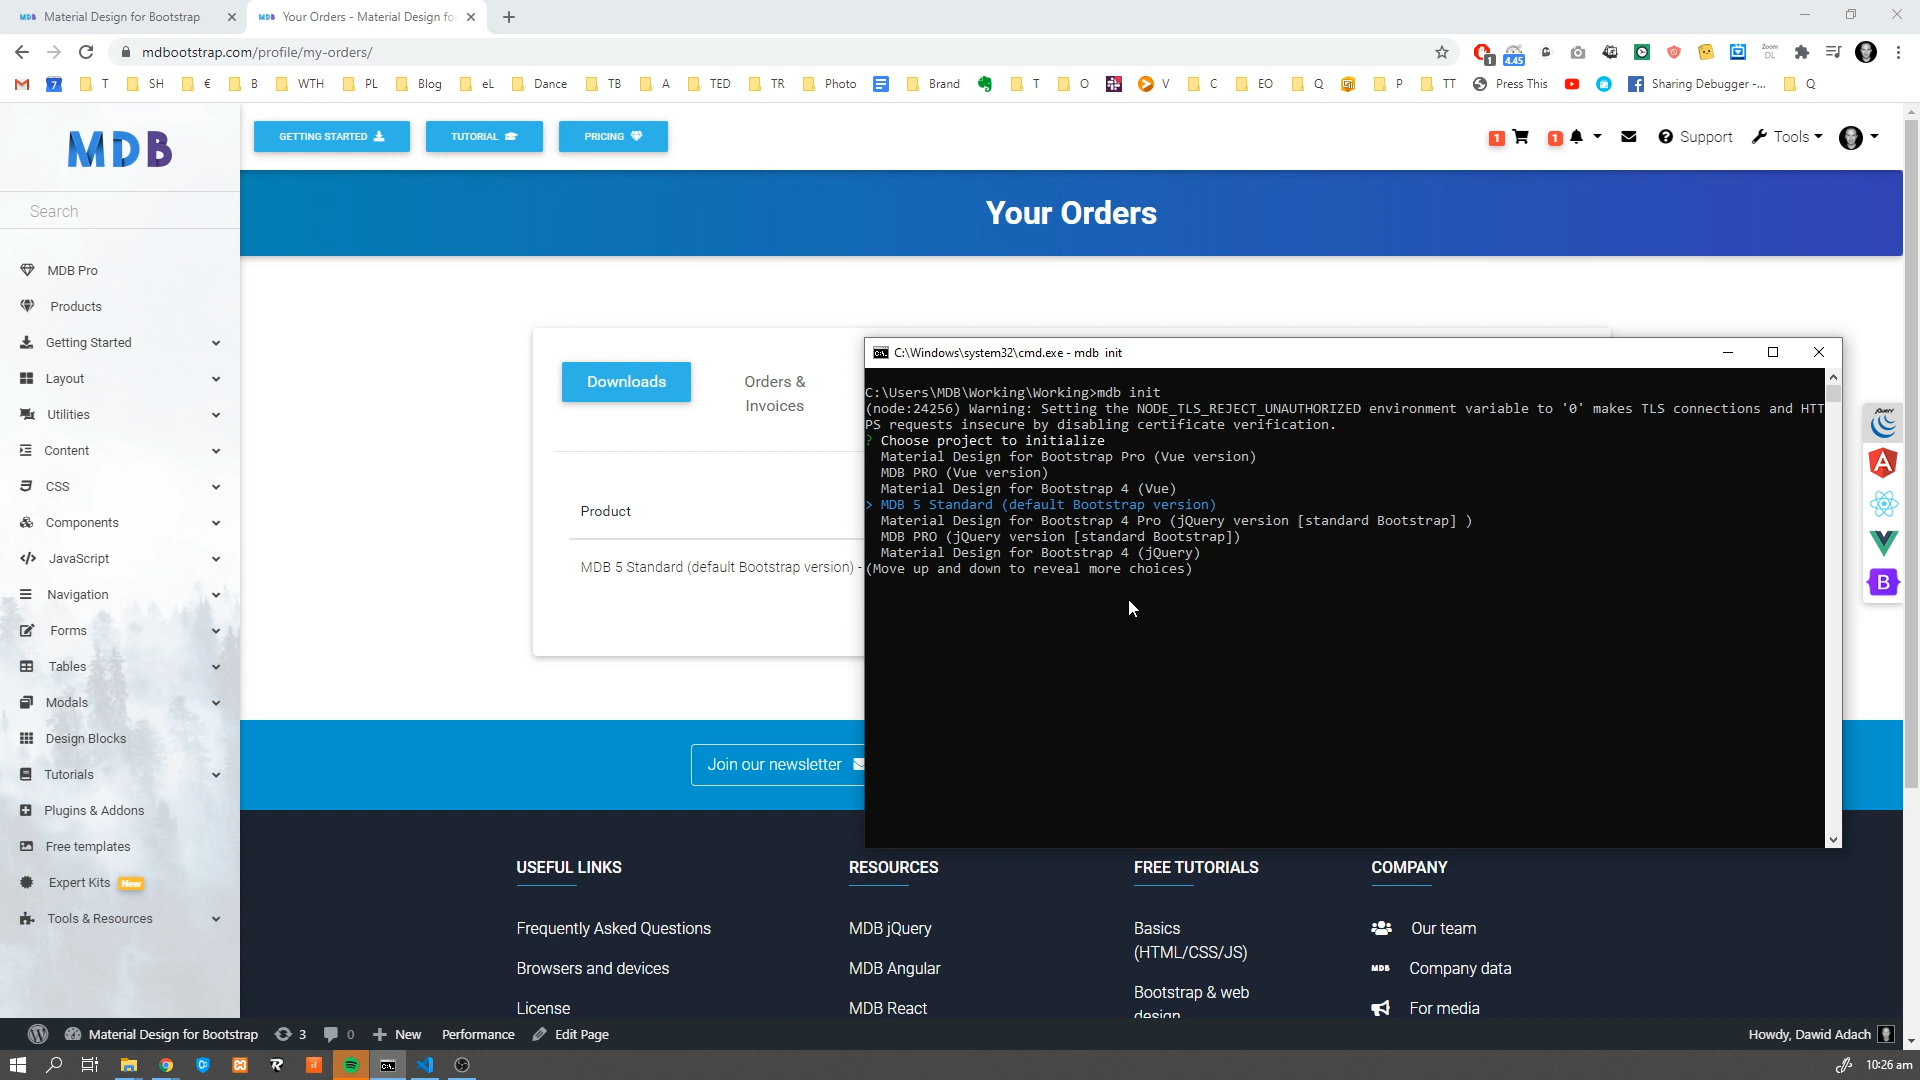 MDB Material Design for Bootstrap
MDB Your Orders - Material Design fo
mdbootstrap.com/profile/my-orders/
1
4.45
Zoom DL
7 T SH € B WTH PL Blog eL Dance TB A TED TR Photo Brand T O V C EO Q P TT Press This Sharing Debugger -... Q
MDB
GETTING STARTED
TUTORIAL
PRICING
1
1
Support
Tools
Search
Your Orders
MDB Pro
Products
Getting Started
Layout
Utilities
Content
CSS
Components
JavaScript
Navigation
Forms
Tables
Modals
Design Blocks
Tutorials
Plugins & Addons
Free templates
Expert Kits New
Tools & Resources
Downloads
Orders &
Invoices
Product
MDB 5 Standard (default Bootstrap version) -
C:\Windows\system32\cmd.exe - mdb init
C:\Users\MDB\Working\Working>mdb init
(node:24256) Warning: Setting the NODE_TLS_REJECT_UNAUTHORIZED environment variable to '0' makes TLS connections and HTT
PS requests insecure by disabling certificate verification.
? Choose project to initialize
Material Design for Bootstrap Pro (Vue version)
MDB PRO (Vue version)
Material Design for Bootstrap 4 (Vue)
> MDB 5 Standard (default Bootstrap version)
Material Design for Bootstrap 4 Pro (jQuery version [standard Bootstrap] )
MDB PRO (jQuery version [standard Bootstrap])
Material Design for Bootstrap 4 (jQuery)
(Move up and down to reveal more choices)
jQuery
A
B
Join our newsletter
USEFUL LINKS
Frequently Asked Questions
Browsers and devices
License
RESOURCES
MDB jQuery
MDB Angular
MDB React
FREE TUTORIALS
Basics
(HTML/CSS/JS)
Bootstrap & web
design
COMPANY
Our team
MDB Company data
For media
Material Design for Bootstrap 3 0 New Performance Edit Page
Howdy, Dawid Adach
10:26 am